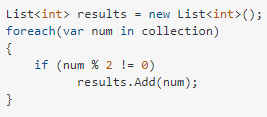 List<int> results = new List<int>();
foreach(var num in collection)
{
    if (num % 2 != 0)
          results.Add(num);
}